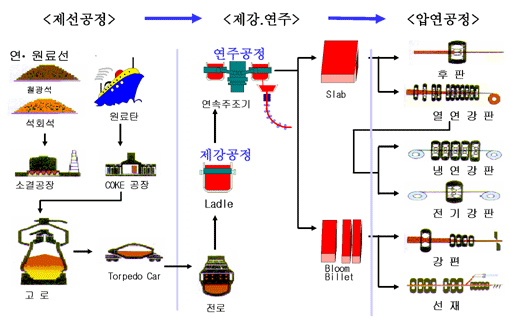 <제선공정>
<제강.연주>
<압연공정>
연·원료선
철광석
석회석
원료탄
소결공장
COKE 공장
고 로
Torpedo Car
연주공정
연속주조기
제강공정
Ladle
전로
Slab
Bloom
Billet
후 판
열 연 강 판
냉 연 강 판
전 기 강 판
강 편
선 재